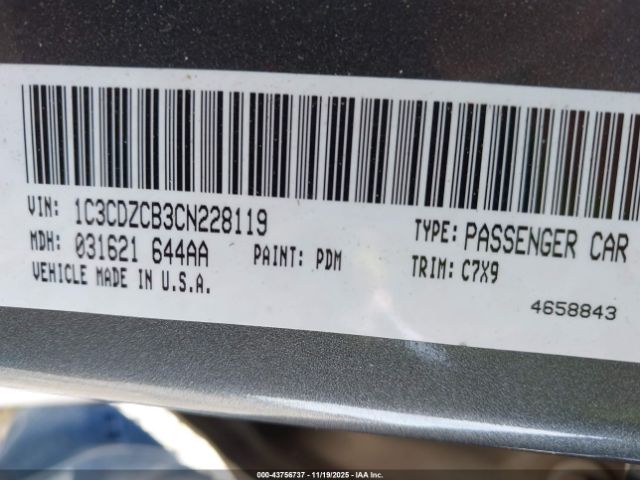 VIN: 1C3CDZCB3CN228119 TYPE: PASSENGER CAR
MDH: 031621 644AA PAINT: PDM TRIM: C7X9
VEHICLE MADE IN U.S.A.
4658843
00-43756737 - 11/19/2025 - IAA Inc.